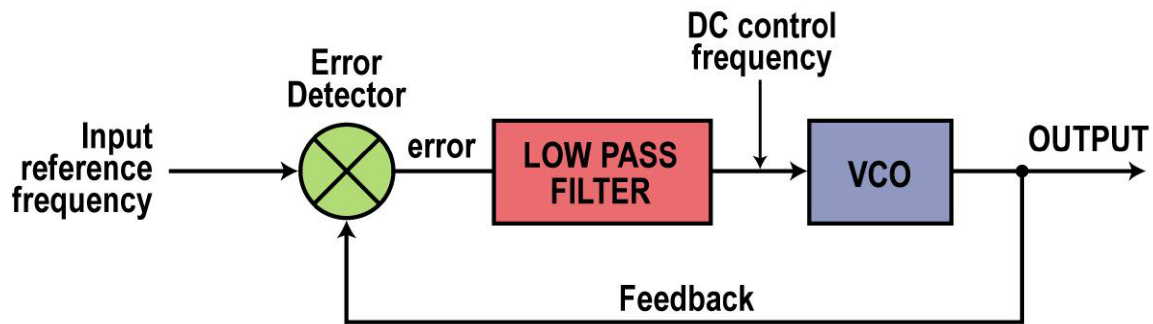 Input
reference
frequency
Error
Detector
error
LOW PASS
FILTER
DC control
frequency
VCO
OUTPUT
Feedback